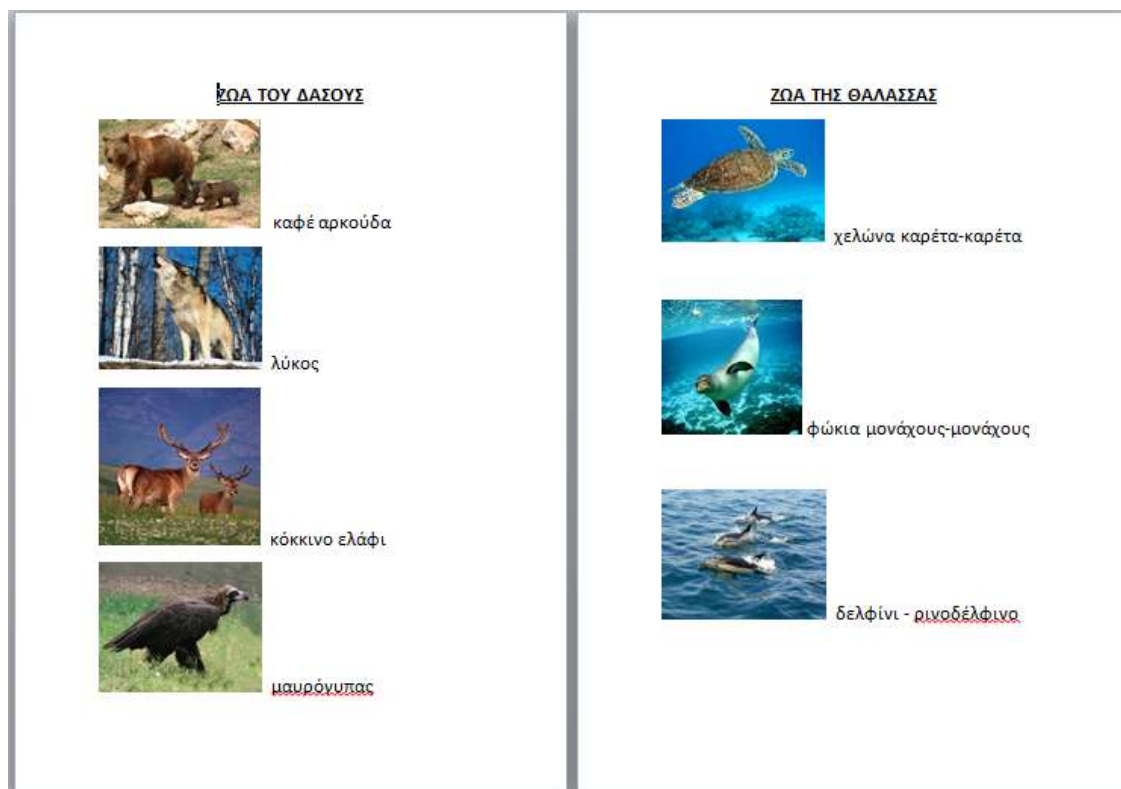 ΖΩΑ ΤΟΥ ΔΑΣΟΥΣ
καφέ αρκούδα
λύκος
κόκκινο ελάφι
μαυρόγυπας
ΖΩΑ ΤΗΣ ΘΑΛΑΣΣΑΣ
χελώνα καρέτα-καρέτα
φώκια μονάχους-μονάχους
δελφίνι - ρινοδέλφινο